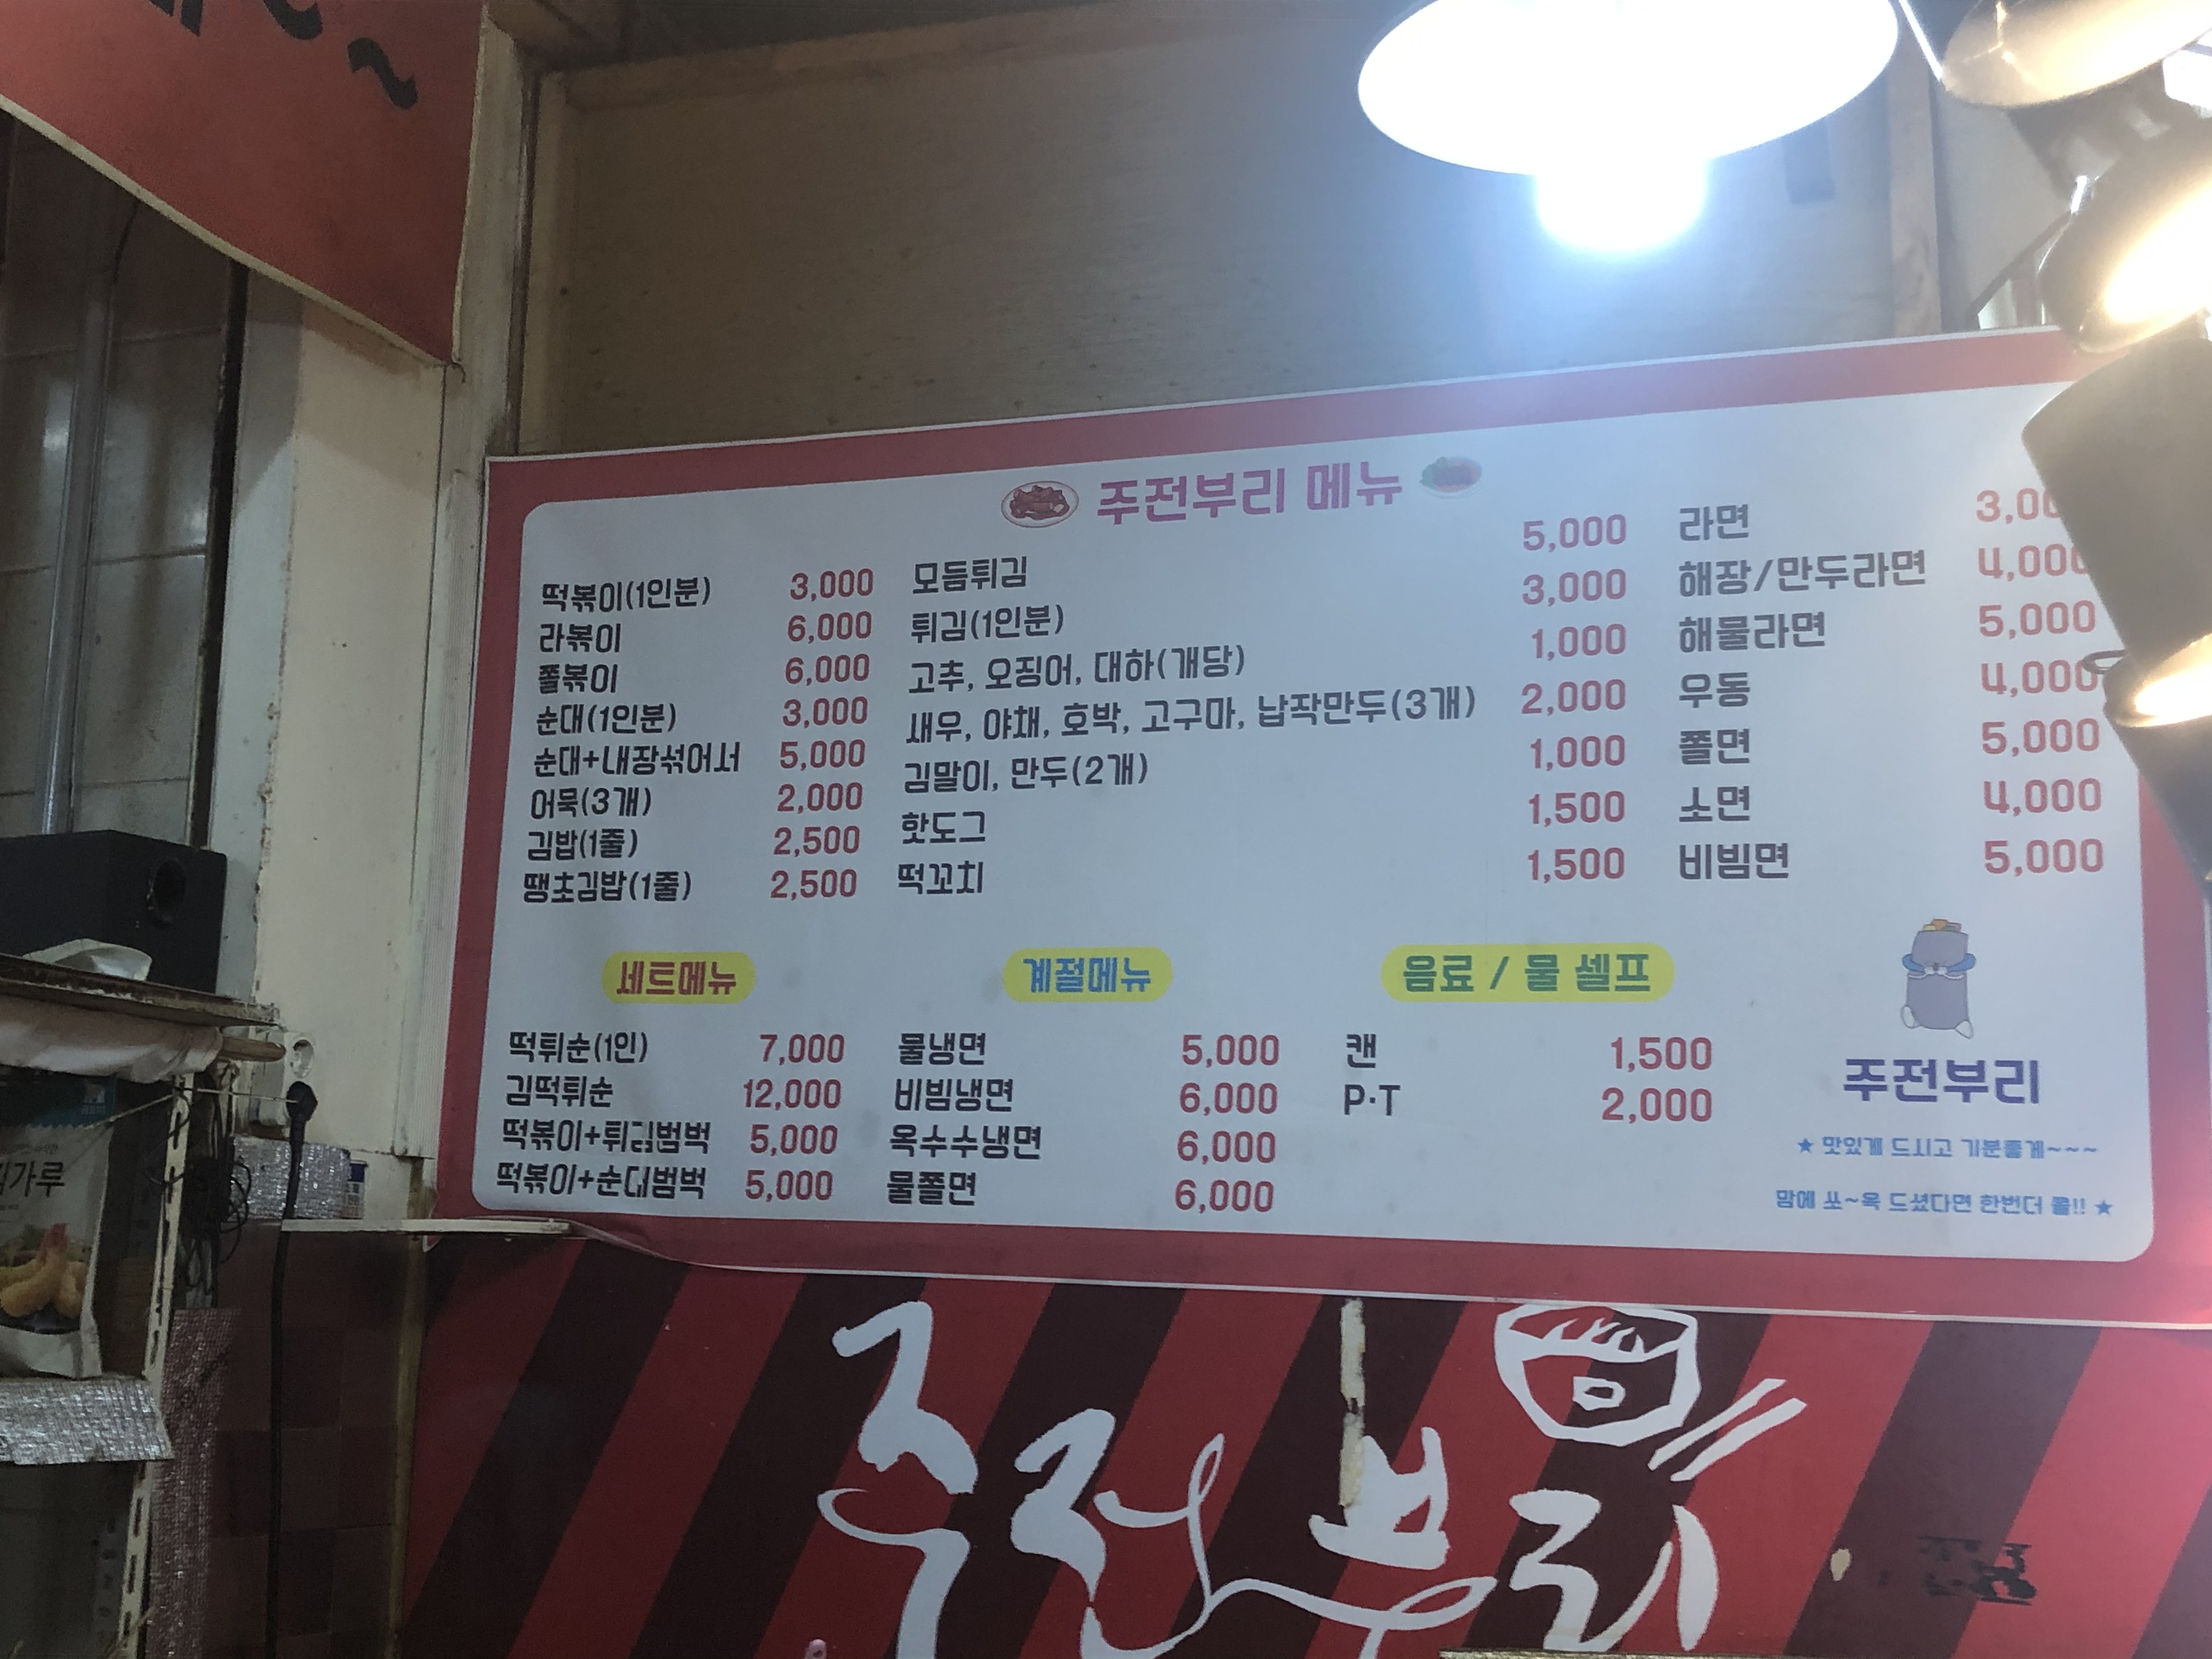 주전부리 메뉴
떡볶이(1인분) 3,000
라볶이 6,000
쫄볶이 6,000
순대(1인분) 3,000
순대+내장섞어서 5,000
어묵(3개) 2,000
김밥(1줄) 2,500
땡초김밥(1줄) 2,500
모듬튀김 5,000
튀김(1인분) 3,000
고추, 오징어, 대하(개당) 1,000
새우, 야채, 호박, 고구마, 납작만두(3개) 2,000
김말이, 만두(2개) 1,000
핫도그 1,500
떡꼬치 1,500
라면 3,00
해장/만두라면 4,000
해물라면 5,000
우동 4,000
쫄면 5,000
소면 4,000
비빔면 5,000
세트메뉴
떡튀순(1인) 7,000
김떡튀순 12,000
떡볶이+튀김범벅 5,000
떡볶이+순대범벅 5,000
계절메뉴
물냉면 5,000
비빔냉면 6,000
옥수수냉면 6,000
물쫄면 6,000
음료 / 물 셀프
캔 1,500
P·T 2,000
주전부리
★ 맛있게 드시고 기분좋게~~~
맘에 쏘~옥 드셨다면 한번더 콜!! ★
주전부리
가루